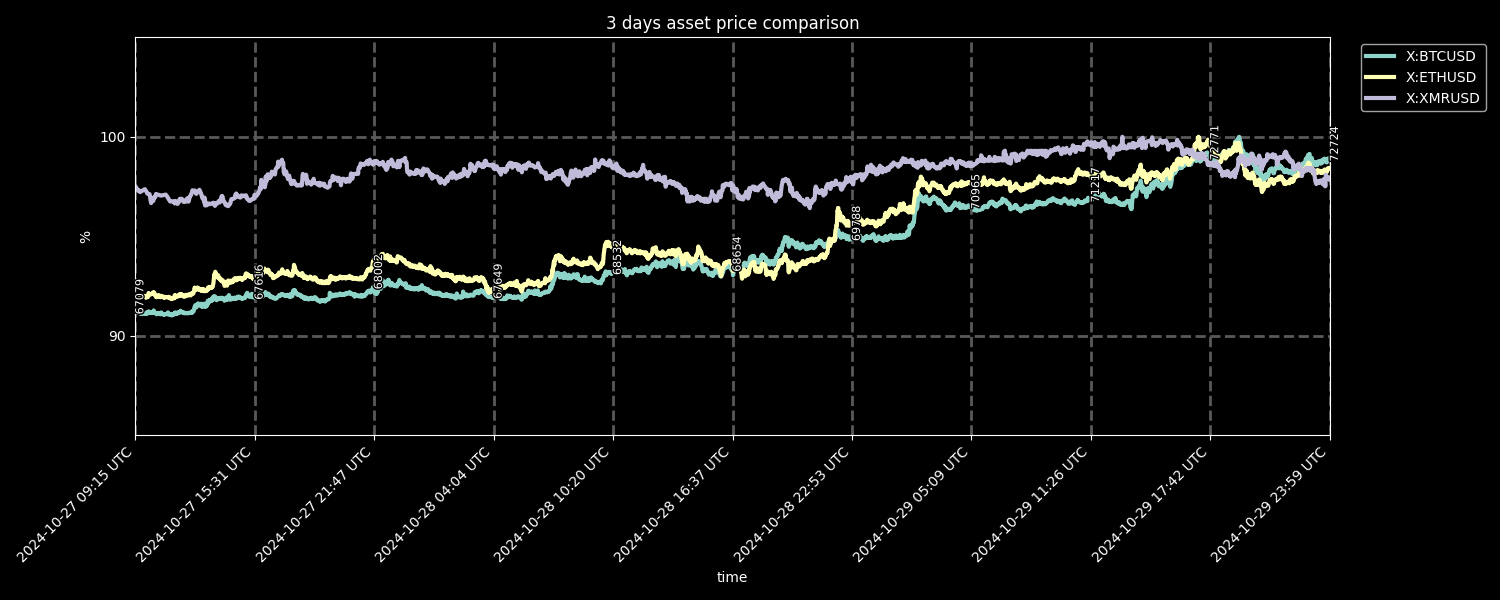 3 days asset price comparison
X:BTCUSD
X:ETHUSD
X:XMRUSD
100
90
%
67079
67616
68002
67649
68532
68654
69788
70965
71217
72771
72724
2024-10-27 09:15 UTC
2024-10-27 15:31 UTC
2024-10-27 21:47 UTC
2024-10-28 04:04 UTC
2024-10-28 10:20 UTC
2024-10-28 16:37 UTC
2024-10-28 22:53 UTC
2024-10-29 05:09 UTC
2024-10-29 11:26 UTC
2024-10-29 17:42 UTC
2024-10-29 23:59 UTC
time